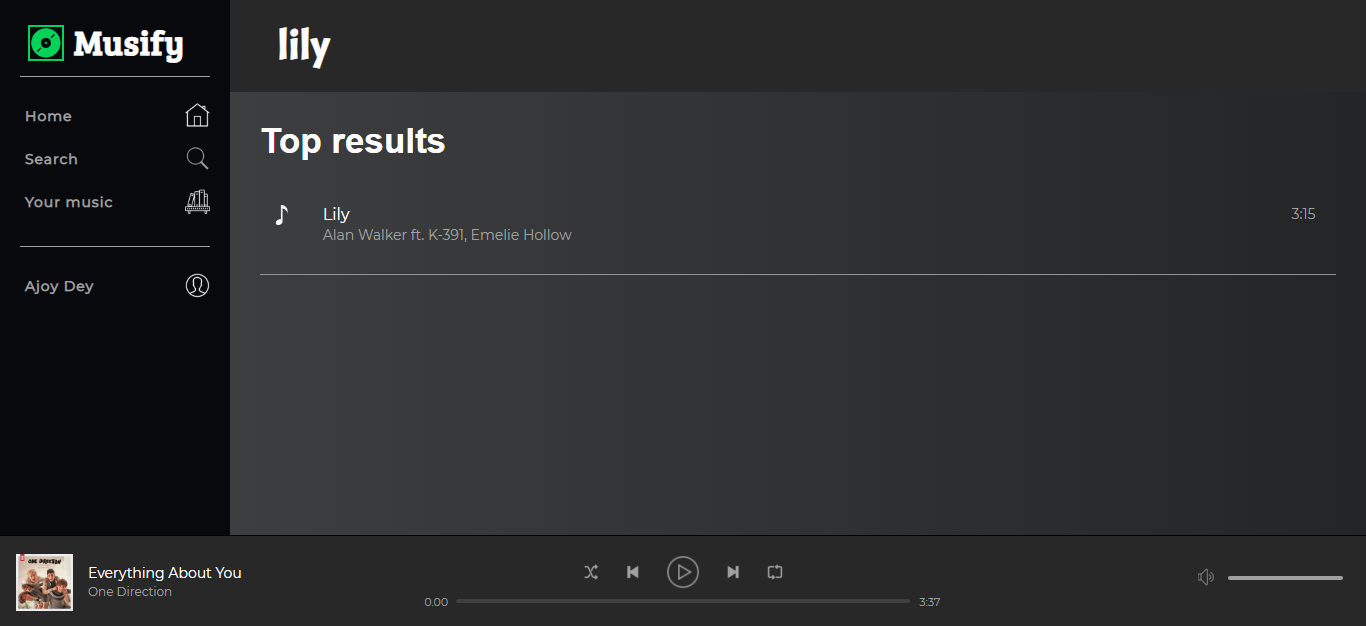 Musify
Home
Search
Your music
Ajoy Dey
lily
Top results
Lily
Alan Walker ft. K-391, Emelie Hollow
3:15
ONE DIRECTION
Everything About You
One Direction
0.00
3:37